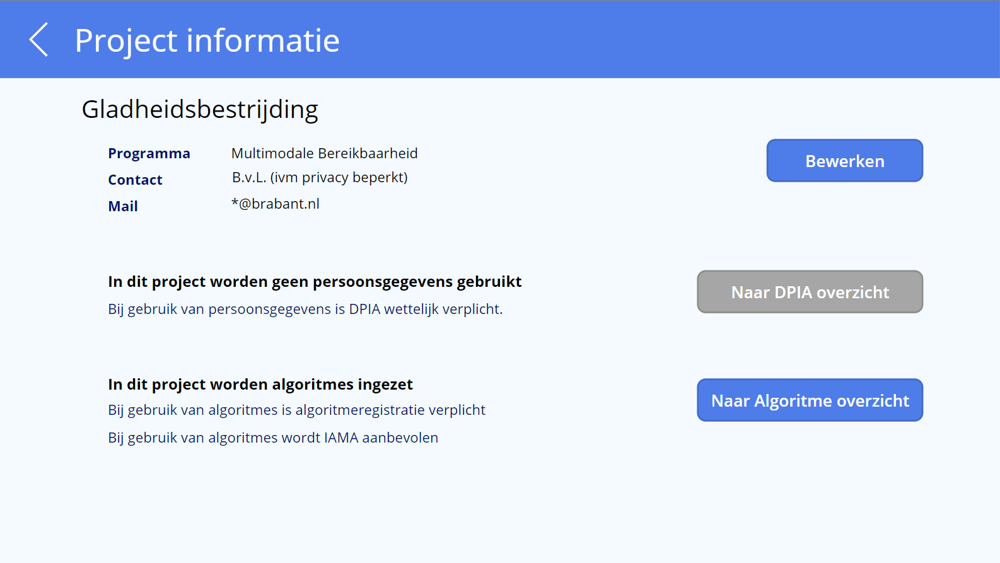 Project informatie
Gladheidsbestrijding
Programma Multimodale Bereikbaarheid
Contact B.v.L. (ivm privacy beperkt)
Mail *@brabant.nl
Bewerken
In dit project worden geen persoonsgegevens gebruikt
Bij gebruik van persoonsgegevens is DPIA wettelijk verplicht.
Naar DPIA overzicht
In dit project worden algoritmes ingezet
Bij gebruik van algoritmes is algoritmeregistratie verplicht
Bij gebruik van algoritmes wordt IAMA aanbevolen
Naar Algoritme overzicht